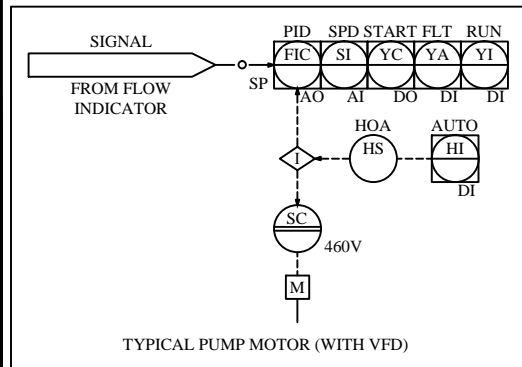 PID SPD START FLT RUN
SIGNAL
FIC SI YC YA YI
SP
FROM FLOW
INDICATOR
AO AI DO DI DI
HOA AUTO
I HS HI
DI
SC
460V
M
TYPICAL PUMP MOTOR (WITH VFD)